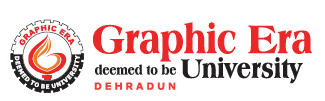 GRAPHIC ERA
DEEMED TO BE UNIVERSITY
Graphic Era
deemed to be University
DEHRADUN